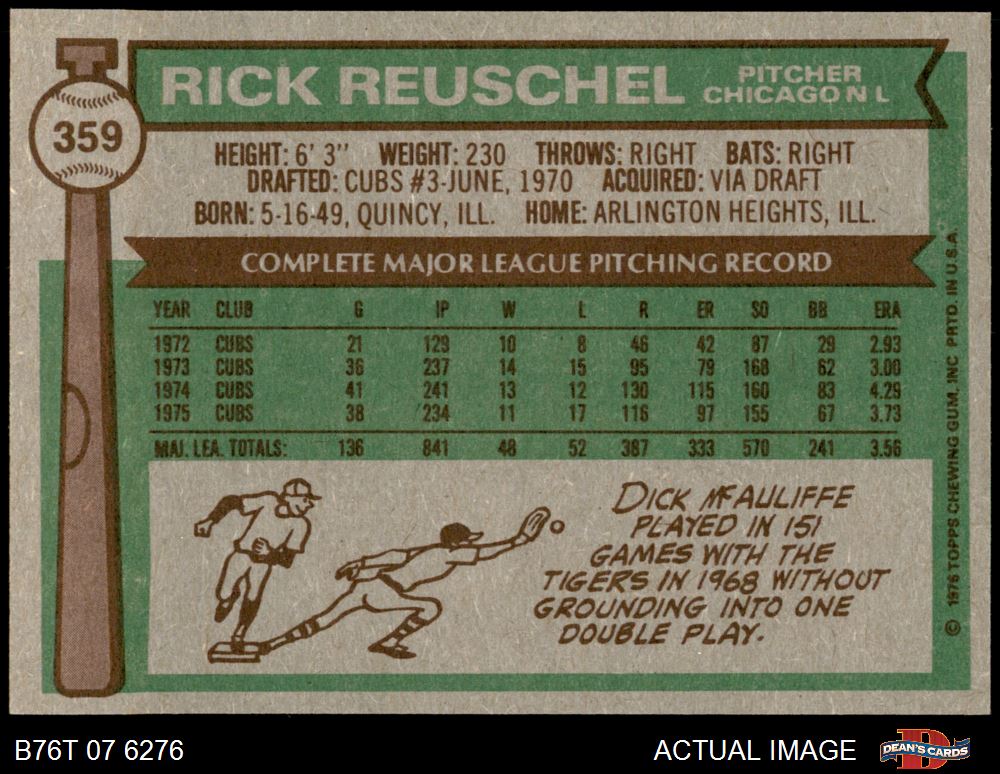 359
RICK REUSCHEL
PITCHER
CHICAGO N L
HEIGHT: 6' 3" WEIGHT: 230 THROWS: RIGHT BATS: RIGHT
DRAFTED: CUBS #3-JUNE, 1970 ACQUIRED: VIA DRAFT
BORN: 5-16-49, QUINCY, ILL. HOME: ARLINGTON HEIGHTS, ILL.
COMPLETE MAJOR LEAGUE PITCHING RECORD
YEAR CLUB G IP W L R ER SO BB ERA
1972 CUBS 21 129 10 8 46 42 87 29 2.93
1973 CUBS 36 237 14 15 95 79 168 62 3.00
1974 CUBS 41 241 13 12 130 115 160 83 4.29
1975 CUBS 38 234 11 17 116 97 155 67 3.73
MAJ. LEA. TOTALS: 136 841 48 52 387 333 570 241 3.56
DICK McAULIFFE
PLAYED IN 151
GAMES WITH THE
TIGERS IN 1968 WITHOUT
GROUNDING INTO ONE
DOUBLE PLAY.
© 1976 TOPPS CHEWING GUM, INC PRTD. IN U.S.A.
B76T 07 6276
ACTUAL IMAGE
DEAN'S CARDS